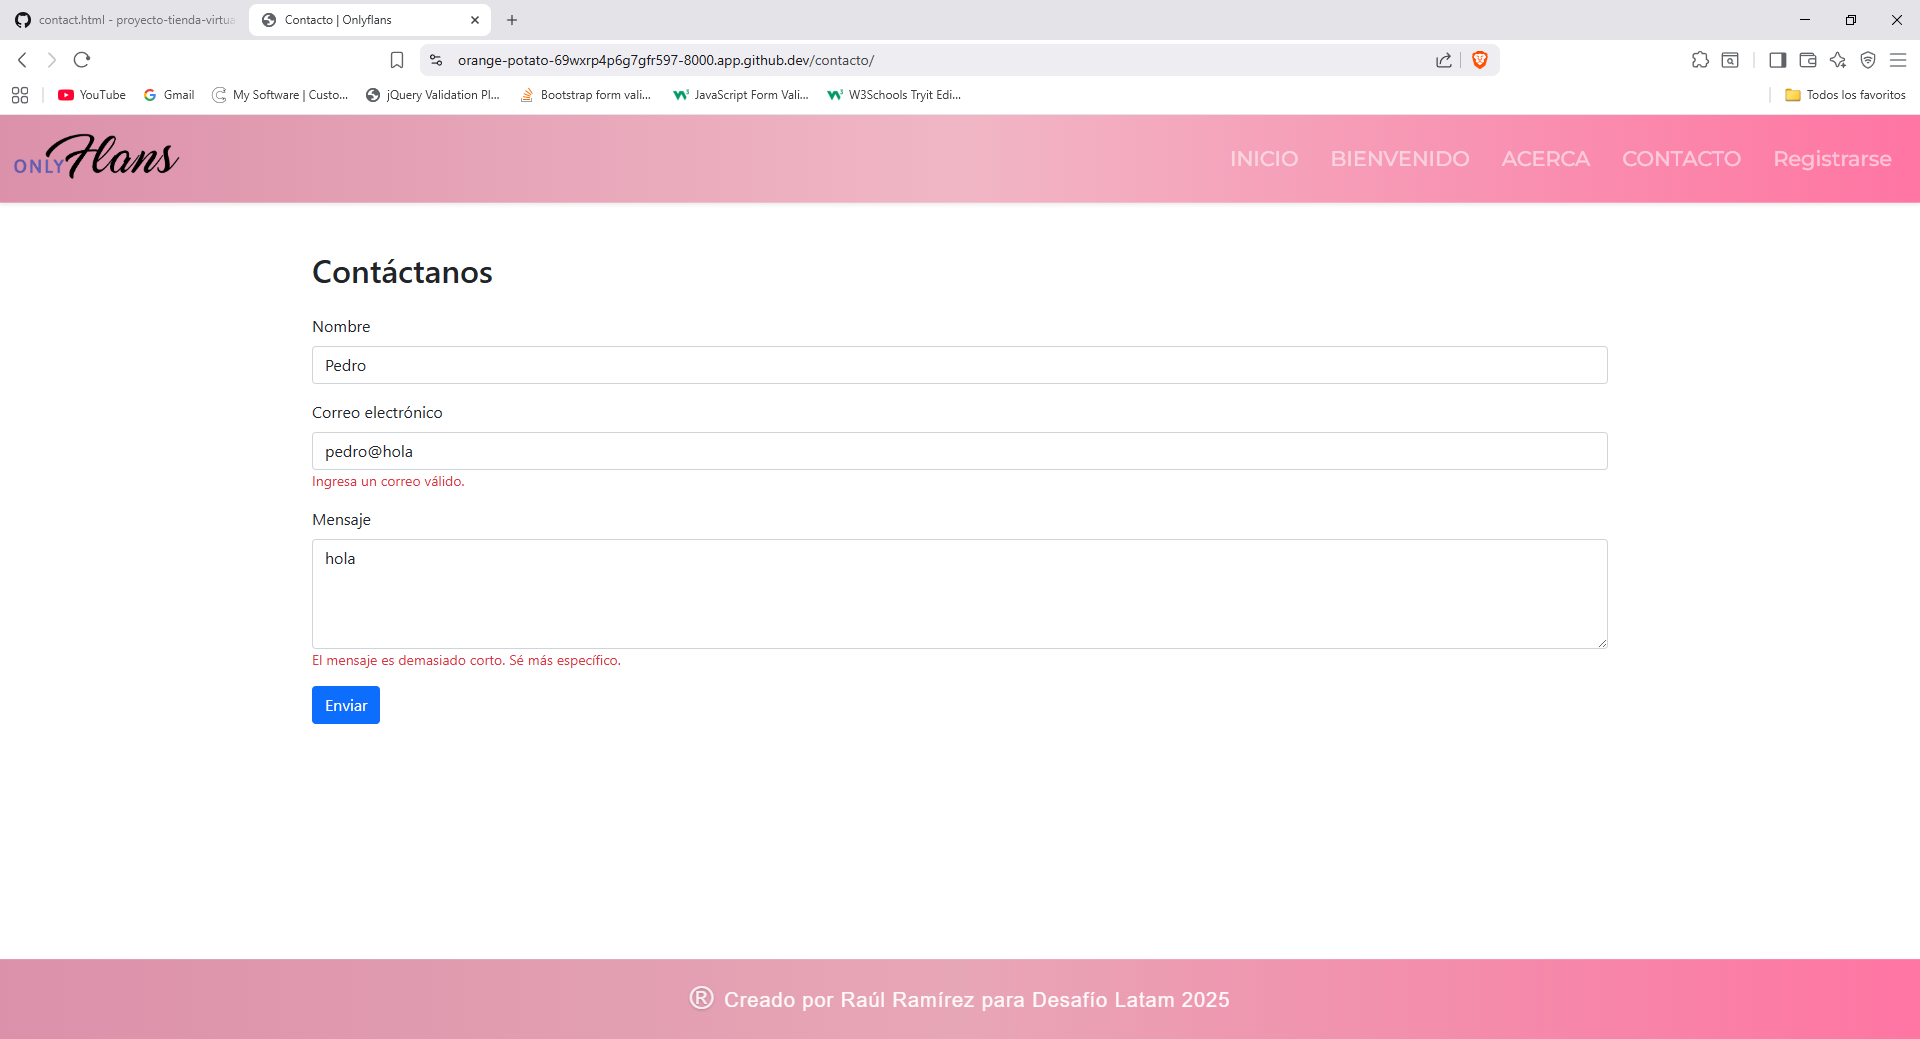 contact.html - proyecto-tienda-virtua
Contacto | Onlyflans
orange-potato-69wxrp4p6g7gfr597-8000.app.github.dev/contacto/
YouTube
Gmail
My Software | Custo...
jQuery Validation Pl...
Bootstrap form vali...
JavaScript Form Vali...
W3Schools Tryit Edi...
Todos los favoritos
ONLY Flans
INICIO
BIENVENIDO
ACERCA
CONTACTO
Registrarse
Contáctanos
Nombre
Pedro
Correo electrónico
pedro@hola
Ingresa un correo válido.
Mensaje
hola
El mensaje es demasiado corto. Sé más específico.
Enviar
® Creado por Raúl Ramírez para Desafío Latam 2025